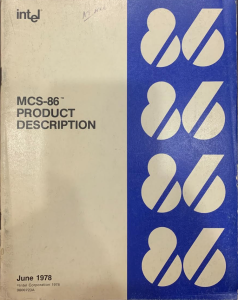 intel
86
MCS-86™
PRODUCT
DESCRIPTION
86
86
86
June 1978
©Intel Corporation 1978